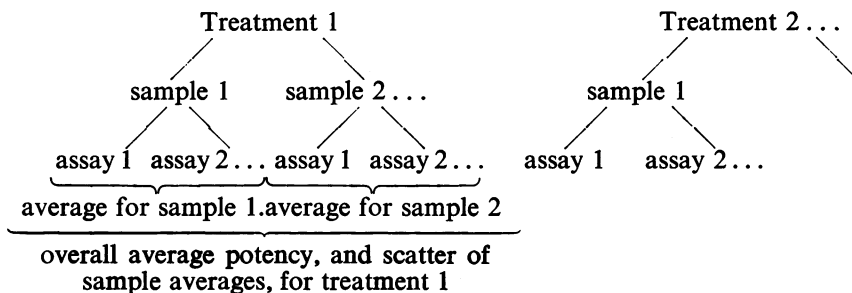 Treatment 1 Treatment 2 ...
sample 1 sample 2 ... sample 1
assay 1 assay 2 ... assay 1 assay 2 ... assay 1 assay 2 ...
average for sample 1.average for sample 2
overall average potency, and scatter of
sample averages, for treatment 1